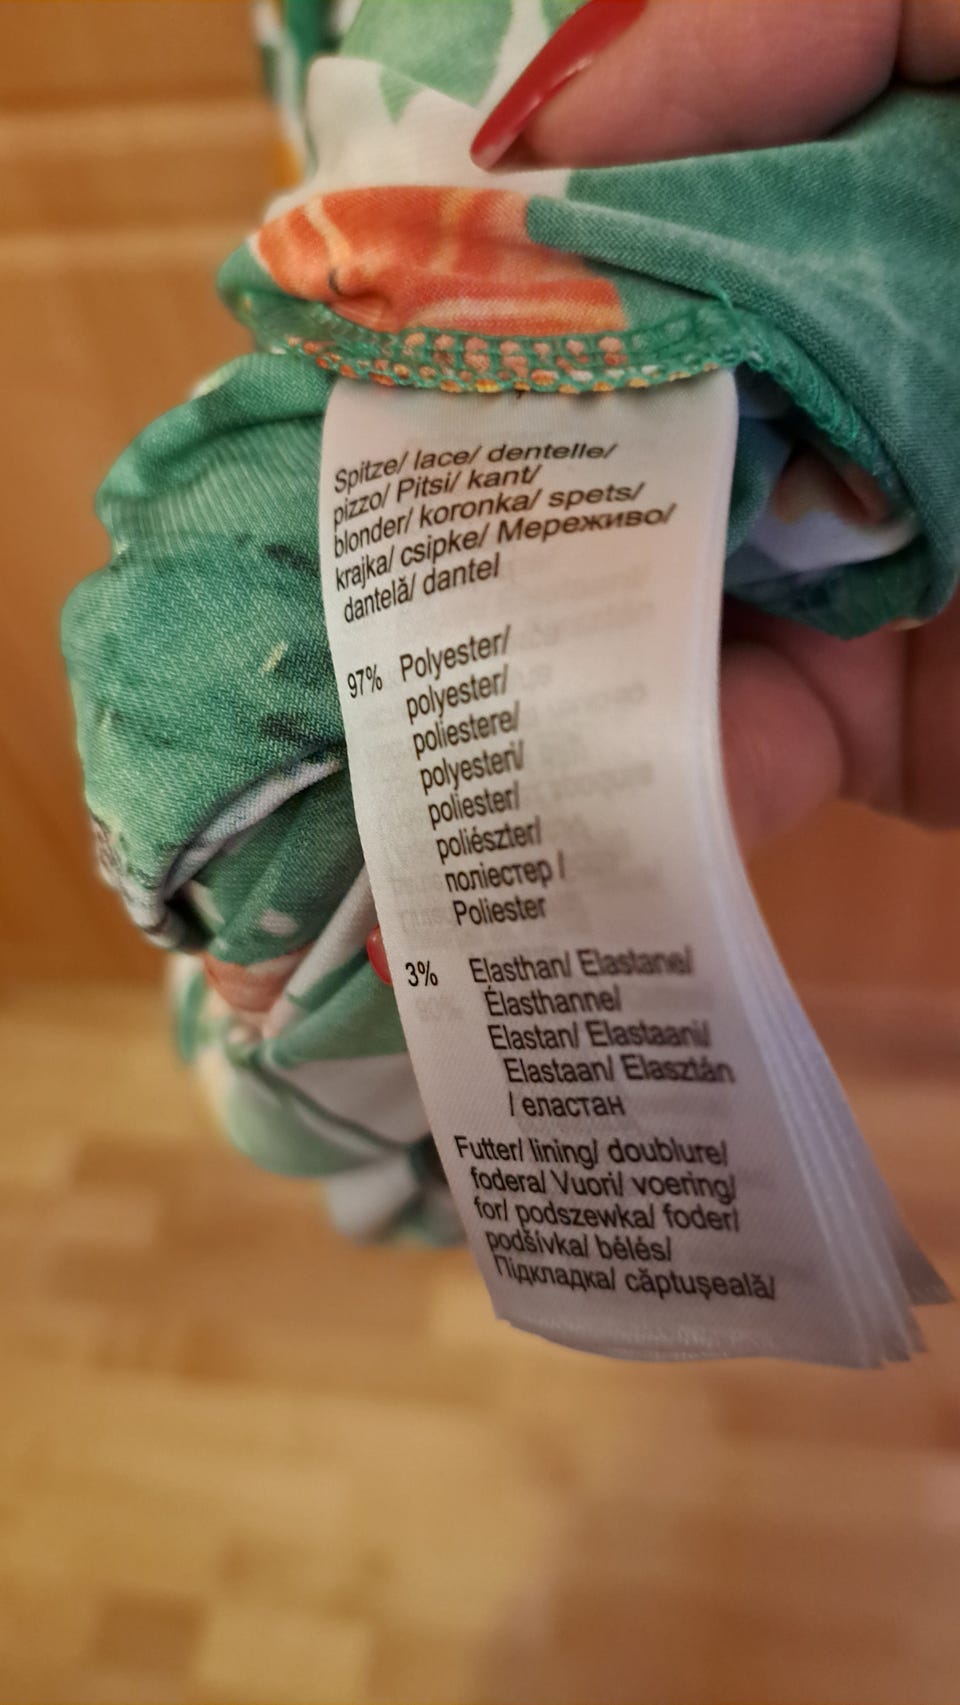 Spitze/ lace/ dentelle/
pizzo/ Pitsi/ kant/
blonder/ koronka/ spets/
krajka/ csipke/ Мереживо/
dantelă/ dantel
97% Polyester/
polyester/
poliestere/
polyesteri/
poliester/
poliészter/
поліестер /
Poliester
3% Elasthan/ Elastane/
Élasthanne/
Elastan/ Elastaani/
Elastaan/ Elasztán
/ еластан
Futter/ lining/ doublure/
fodera/ Vuori/ voering/
for/ podszewka/ foder/
podšívka/ bélés/
Підкладка/ căptuşeală/